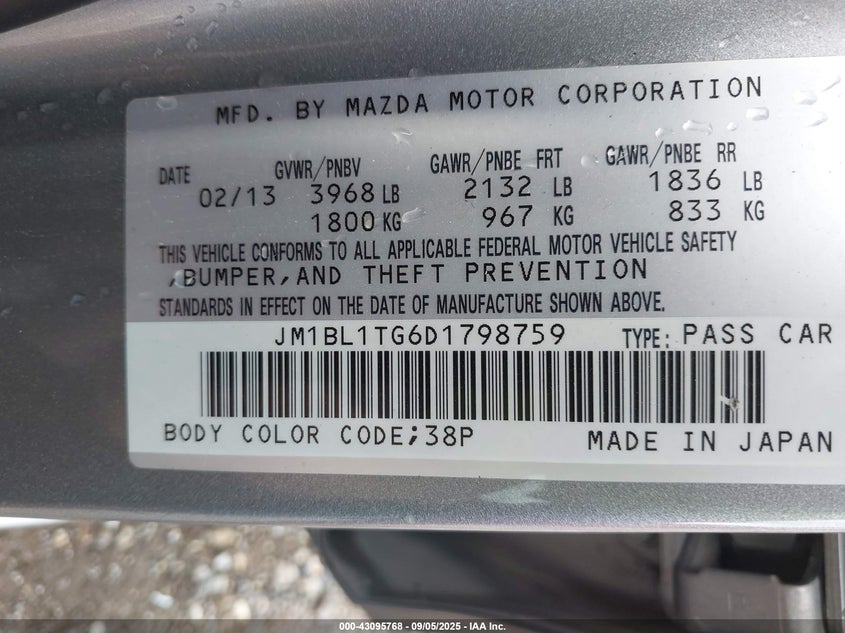 MFD. BY MAZDA MOTOR CORPORATION
DATE GVWR/PNBV GAWR/PNBE FRT GAWR/PNBE RR
02/13 3968 LB 2132 LB 1836 LB
1800 KG 967 KG 833 KG
THIS VEHICLE CONFORMS TO ALL APPLICABLE FEDERAL MOTOR VEHICLE SAFETY
,BUMPER,AND THEFT PREVENTION
STANDARDS IN EFFECT ON THE DATE OF MANUFACTURE SHOWN ABOVE.
JM1BL1TG6D1798759 TYPE: PASS CAR
BODY COLOR CODE;38P MADE IN JAPAN
000-43095768 - 09/05/2025 - IAA Inc.